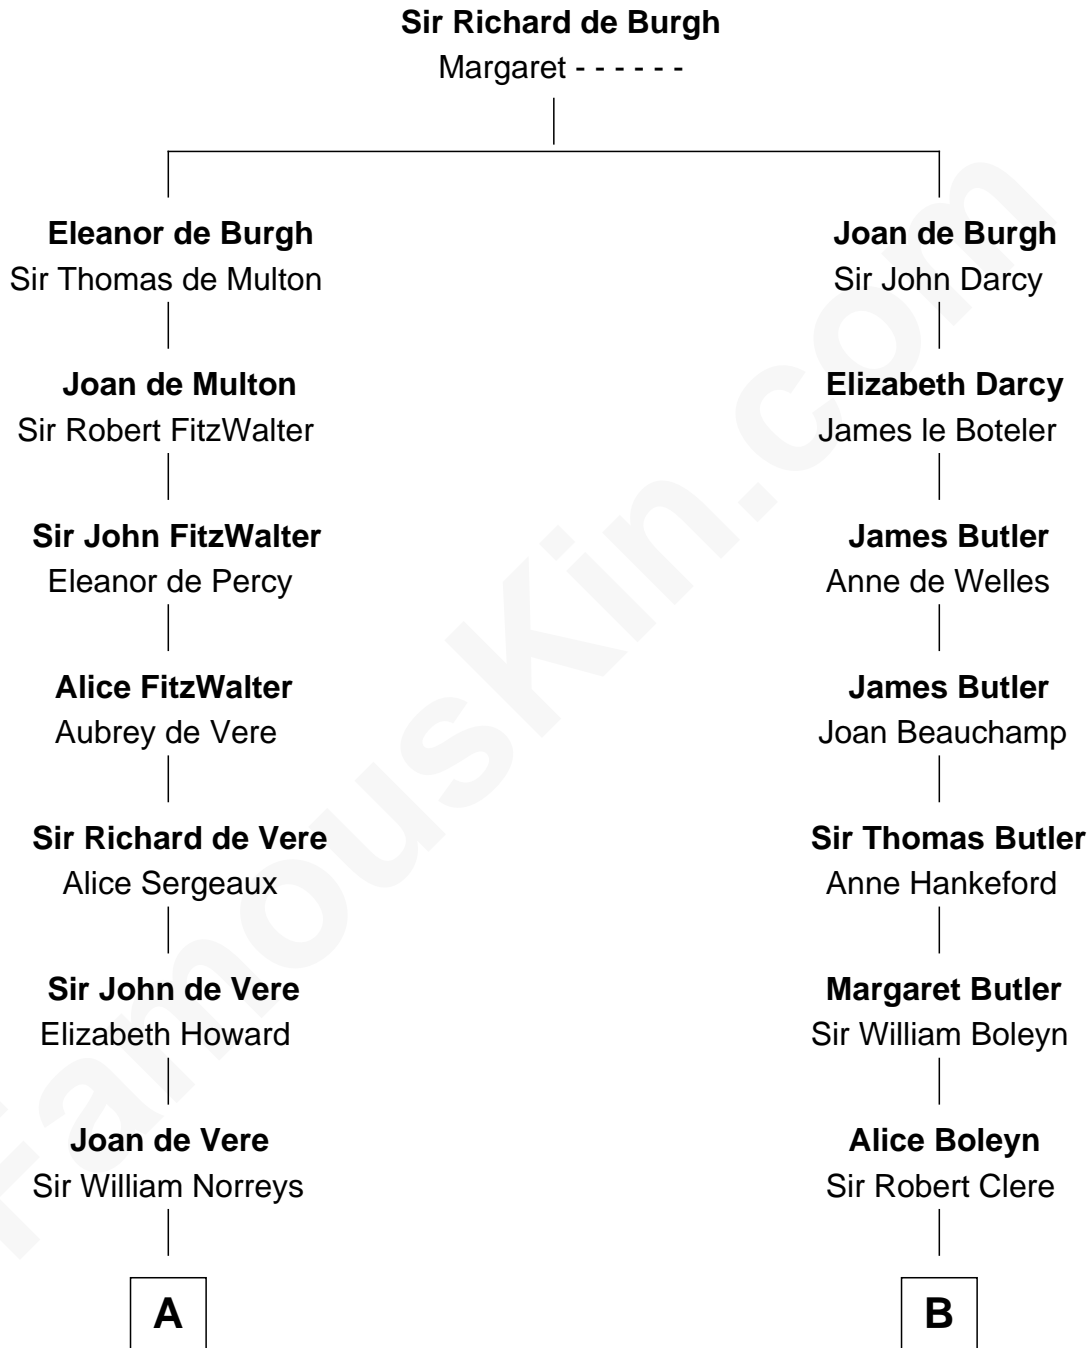 Sir Richard de Burgh
Margaret - - - - - -
Eleanor de Burgh
Sir Thomas de Multon
Joan de Burgh
Sir John Darcy
Joan de Multon
Sir Robert FitzWalter
Elizabeth Darcy
James le Boteler
Sir John FitzWalter
Eleanor de Percy
James Butler
Anne de Welles
Alice FitzWalter
Aubrey de Vere
James Butler
Joan Beauchamp
Sir Richard de Vere
Alice Sergeaux
Sir Thomas Butler
Anne Hankeford
Sir John de Vere
Elizabeth Howard
Margaret Butler
Sir William Boleyn
Joan de Vere
Sir William Norreys
Alice Boleyn
Sir Robert Clere
A
B
FamousKin.com